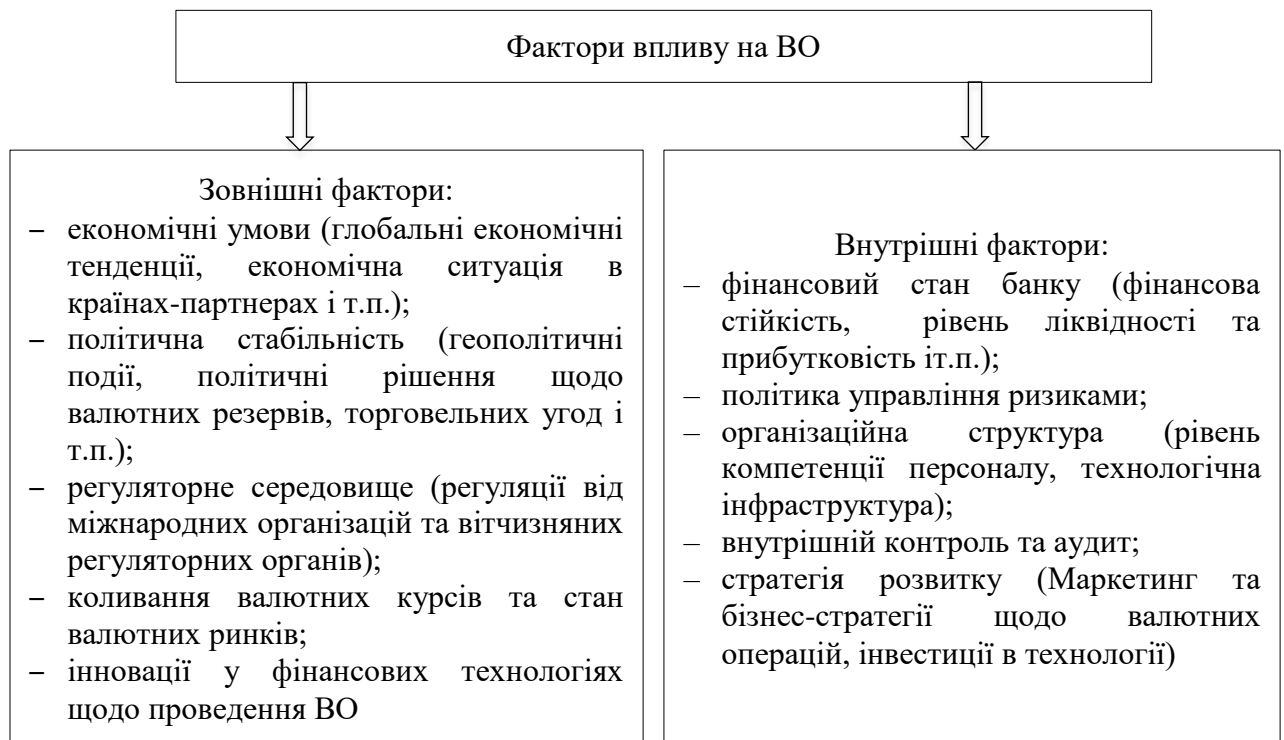 Фактори впливу на ВО
Зовнішні фактори:
– економічні умови (глобальні економічні
тенденції, економічна ситуація в
країнах-партнерах і т.п.);
– політична стабільність (геополітичні
події, політичні рішення щодо
валютних резервів, торговельних угод і
т.п.);
– регуляторне середовище (регуляції від
міжнародних організацій та вітчизняних
регуляторних органів);
– коливання валютних курсів та стан
валютних ринків;
– інновації у фінансових технологіях
щодо проведення ВО
Внутрішні фактори:
– фінансовий стан банку (фінансова
стійкість, рівень ліквідності та
прибутковість іт.п.);
– політика управління ризиками;
– організаційна структура (рівень
компетенції персоналу, технологічна
інфраструктура);
– внутрішній контроль та аудит;
– стратегія розвитку (Маркетинг та
бізнес-стратегії щодо валютних
операцій, інвестиції в технології)